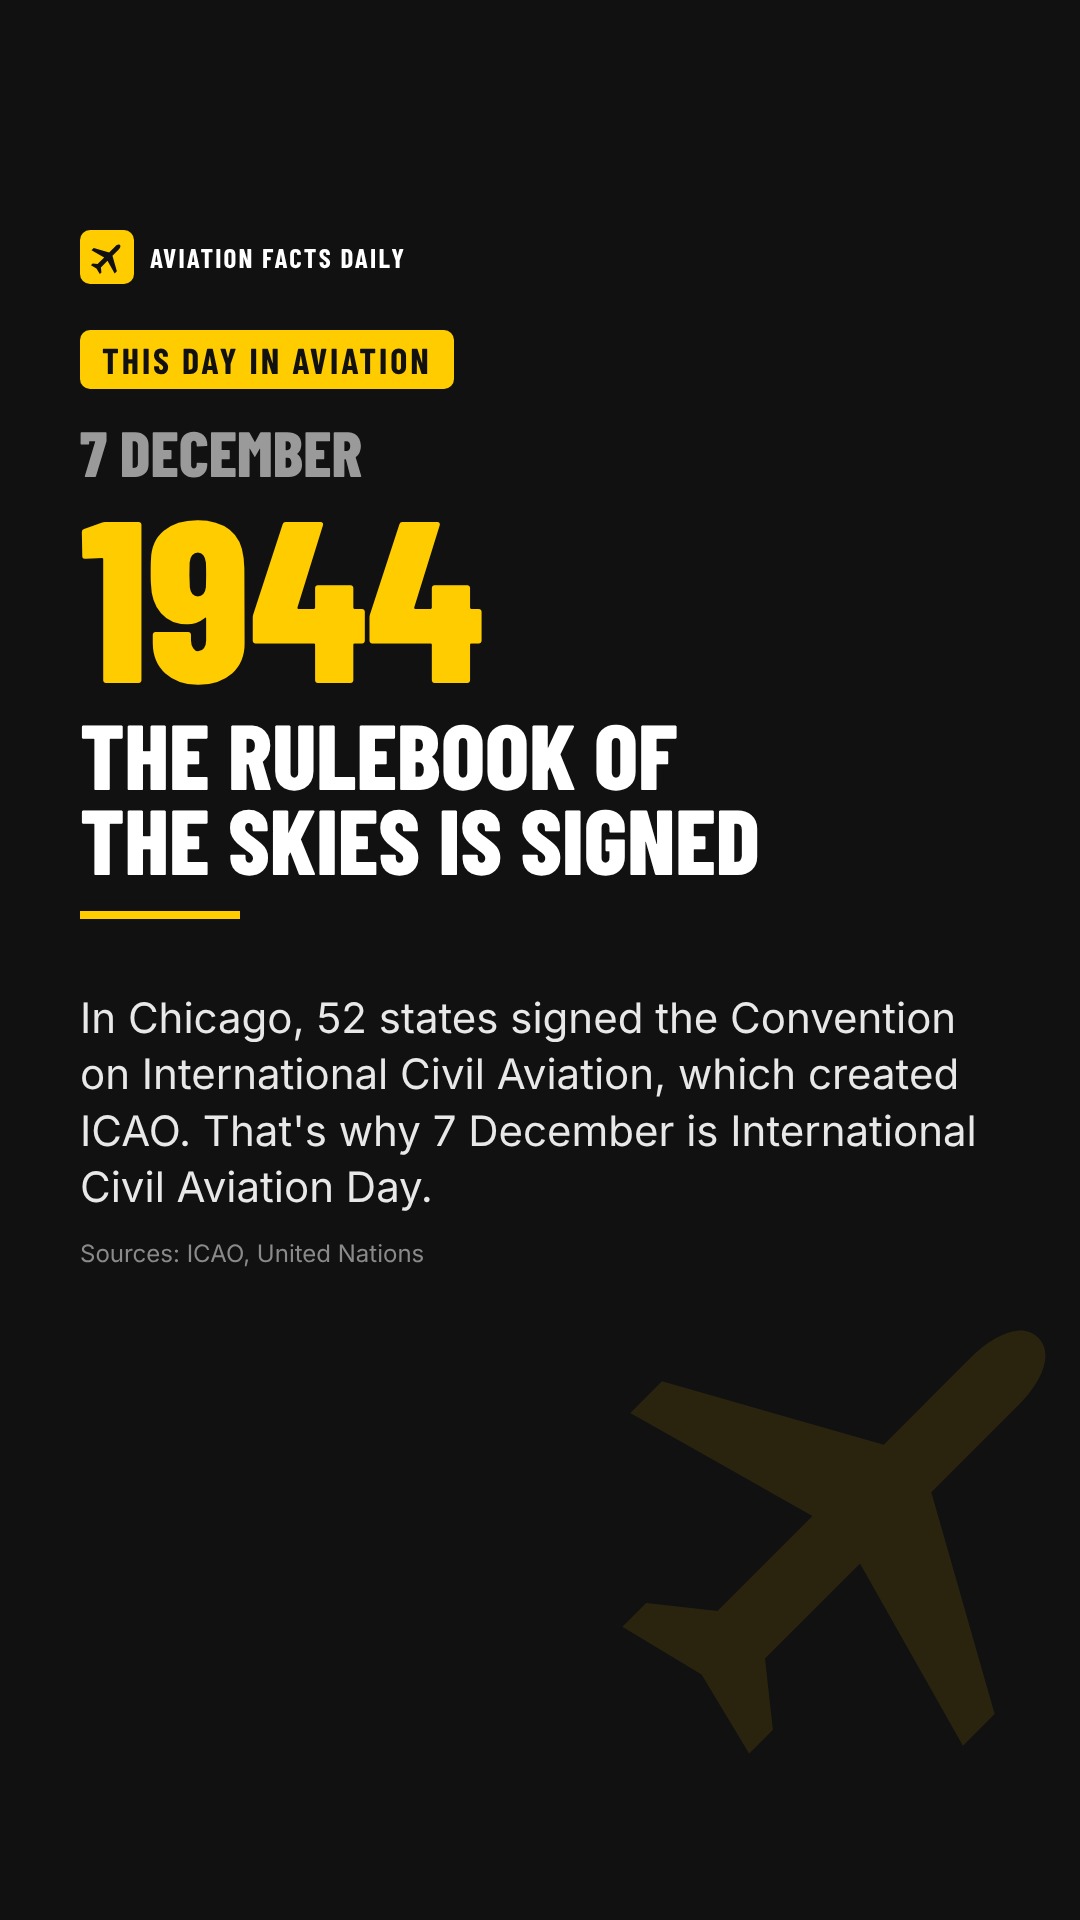 AVIATION FACTS DAILY
THIS DAY IN AVIATION
7 DECEMBER
1944
THE RULEBOOK OF
THE SKIES IS SIGNED
In Chicago, 52 states signed the Convention
on International Civil Aviation, which created
ICAO. That's why 7 December is International
Civil Aviation Day.
Sources: ICAO, United Nations